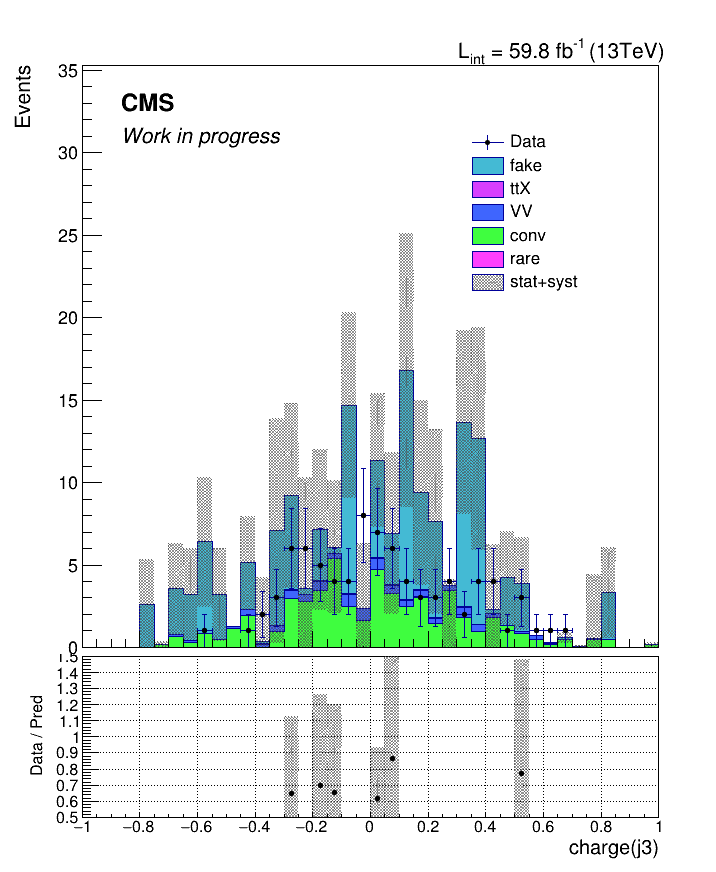 L_int = 59.8 fb^-1 (13TeV)
Events
35
CMS
Work in progress
30
Data
fake
ttX
VV
25
conv
rare
stat+syst
20
15
10
5
0
1.5
1.4
1.3
1.2
1.1
1
0.9
0.8
0.7
0.6
0.5
Data / Pred
−1 −0.8 −0.6 −0.4 −0.2 0 0.2 0.4 0.6 0.8 1
charge(j3)